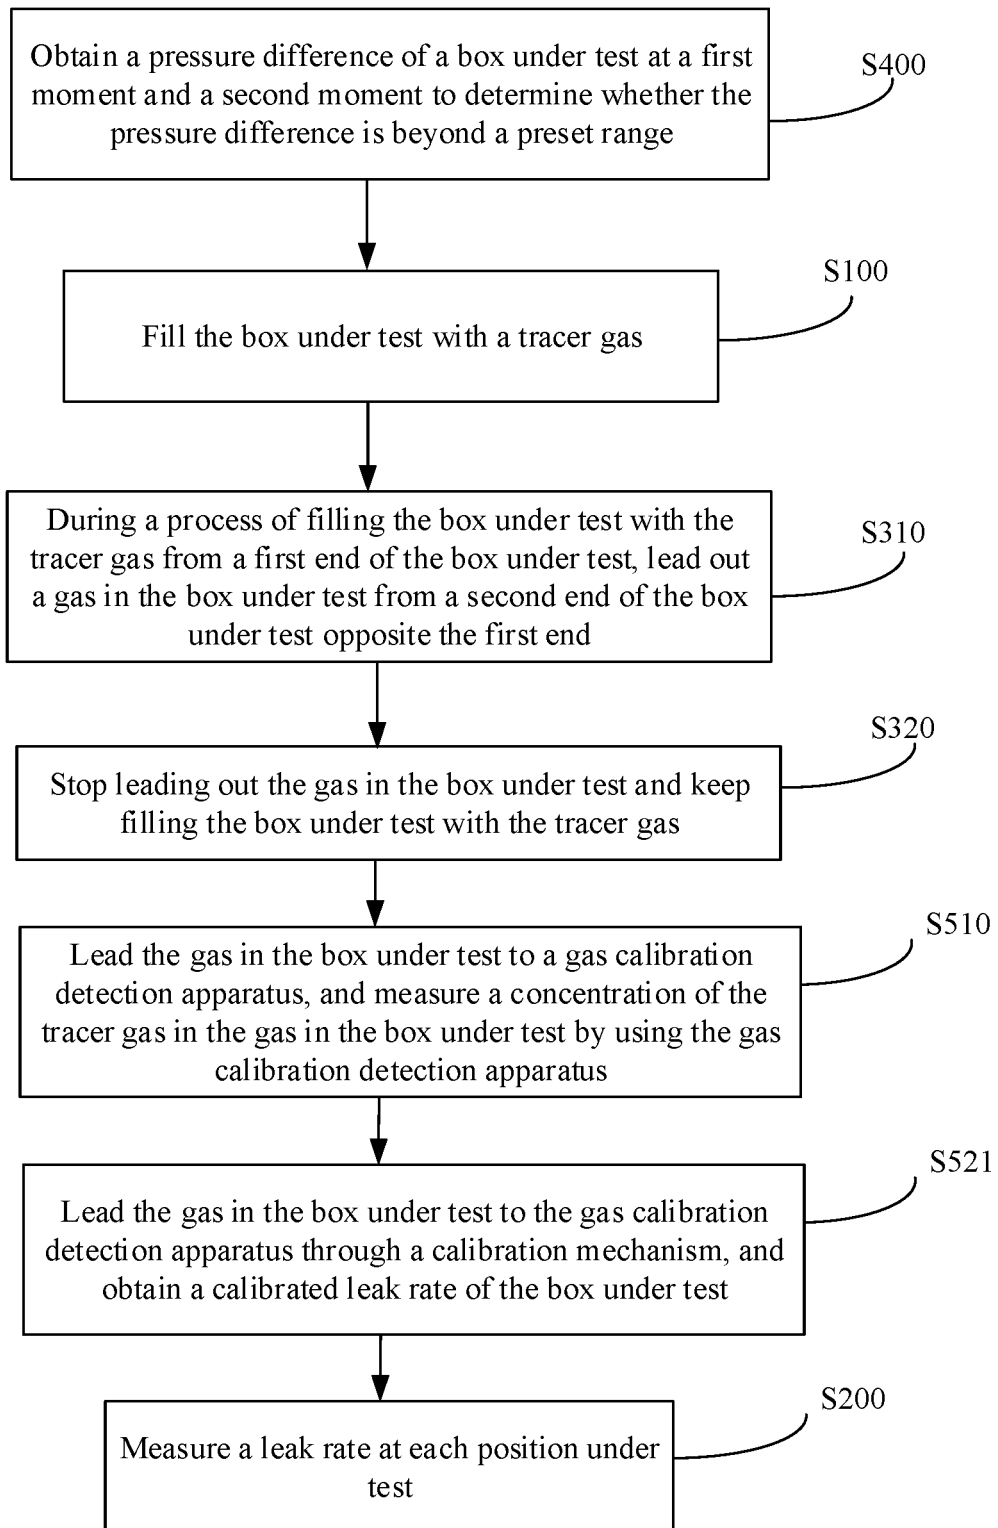 Obtain a pressure difference of a box under test at a first
moment and a second moment to determine whether the
pressure difference is beyond a preset range
S400
Fill the box under test with a tracer gas
S100
During a process of filling the box under test with the
tracer gas from a first end of the box under test, lead out
a gas in the box under test from a second end of the box
under test opposite the first end
S310
Stop leading out the gas in the box under test and keep
filling the box under test with the tracer gas
S320
Lead the gas in the box under test to a gas calibration
detection apparatus, and measure a concentration of the
tracer gas in the gas in the box under test by using the gas
calibration detection apparatus
S510
Lead the gas in the box under test to the gas calibration
detection apparatus through a calibration mechanism, and
obtain a calibrated leak rate of the box under test
S521
Measure a leak rate at each position under
test
S200